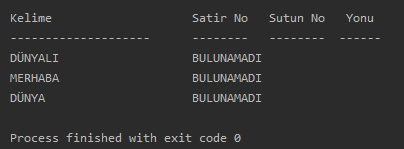 Kelime Satir No Sutun No Yonu
-------------------- -------- -------- ------
DÜNYALI BULUNAMADI
MERHABA BULUNAMADI
DÜNYA BULUNAMADI
Process finished with exit code 0